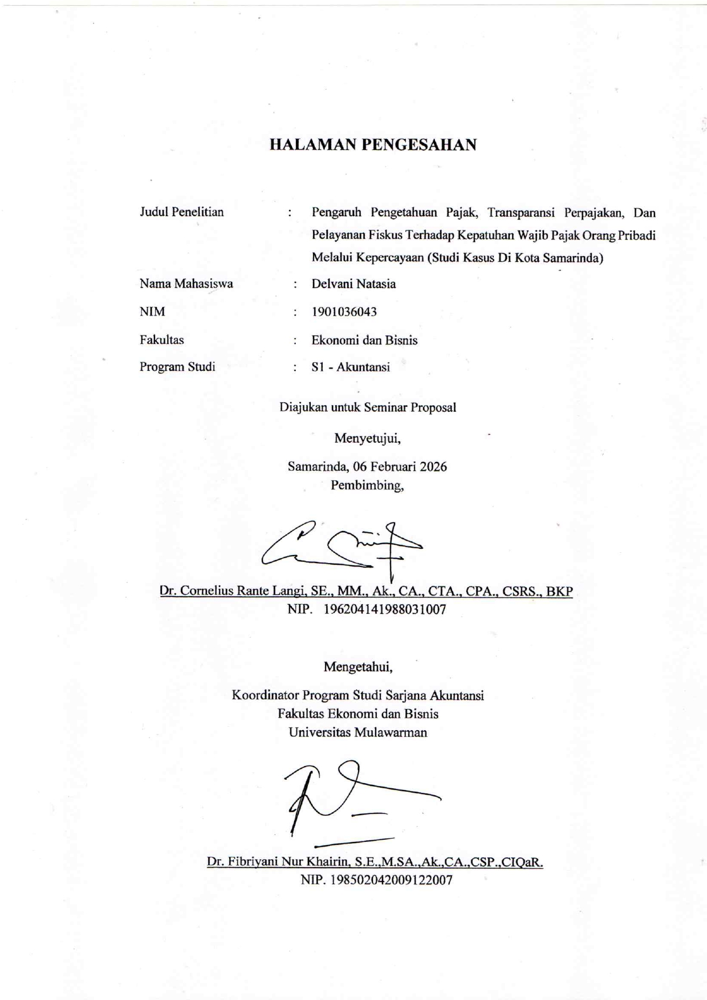 HALAMAN PENGESAHAN
Judul Penelitian : Pengaruh Pengetahuan Pajak, Transparansi Perpajakan, Dan
Pelayanan Fiskus Terhadap Kepatuhan Wajib Pajak Orang Pribadi
Melalui Kepercayaan (Studi Kasus Di Kota Samarinda)
Nama Mahasiswa : Delvani Natasia
NIM : 1901036043
Fakultas : Ekonomi dan Bisnis
Program Studi : S1 - Akuntansi
Diajukan untuk Seminar Proposal
Menyetujui,
Samarinda, 06 Februari 2026
Pembimbing,
Dr. Cornelius Rante Langi, SE., MM., Ak., CA., CTA., CPA., CSRS., BKP
NIP. 196204141988031007
Mengetahui,
Koordinator Program Studi Sarjana Akuntansi
Fakultas Ekonomi dan Bisnis
Universitas Mulawarman
Dr. Fibriyani Nur Khairin, S.E.,M.SA.,Ak.,CA.,CSP.,CIQaR.
NIP. 198502042009122007